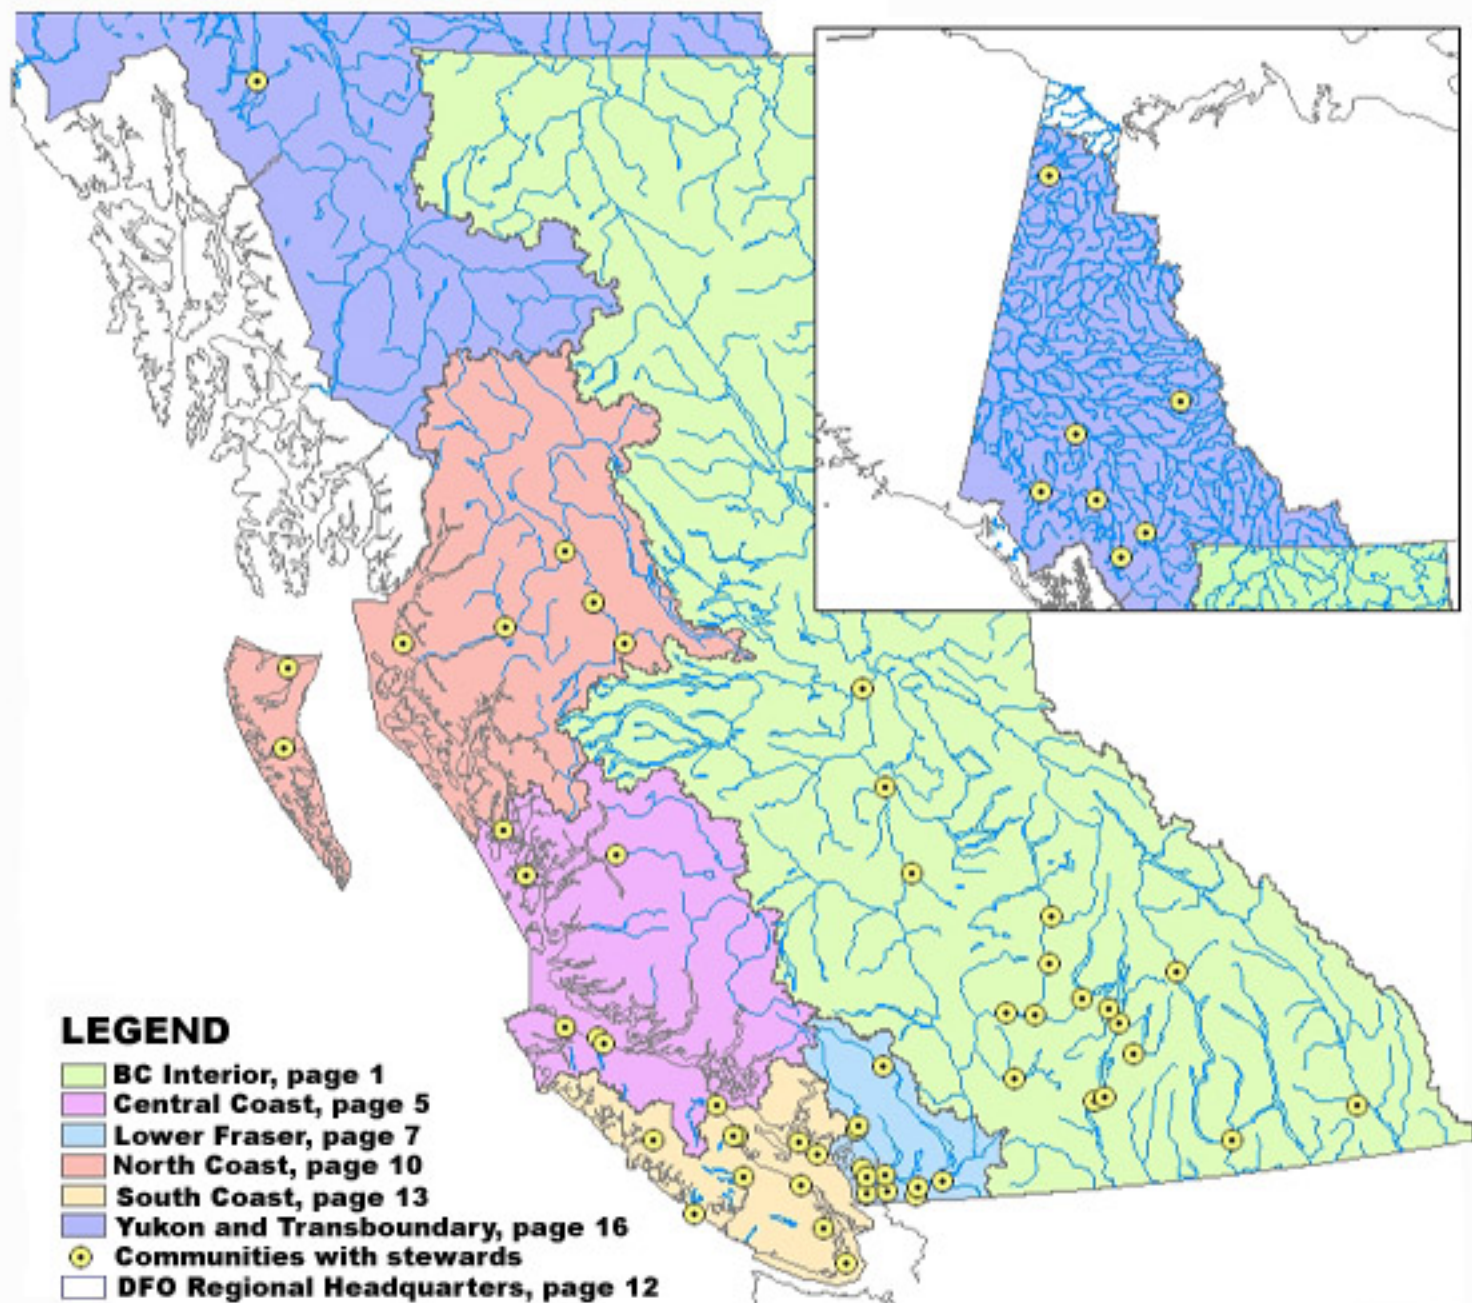 LEGEND
BC Interior, page 1
Central Coast, page 5
Lower Fraser, page 7
North Coast, page 10
South Coast, page 13
Yukon and Transboundary, page 16
Communities with stewards
DFO Regional Headquarters, page 12